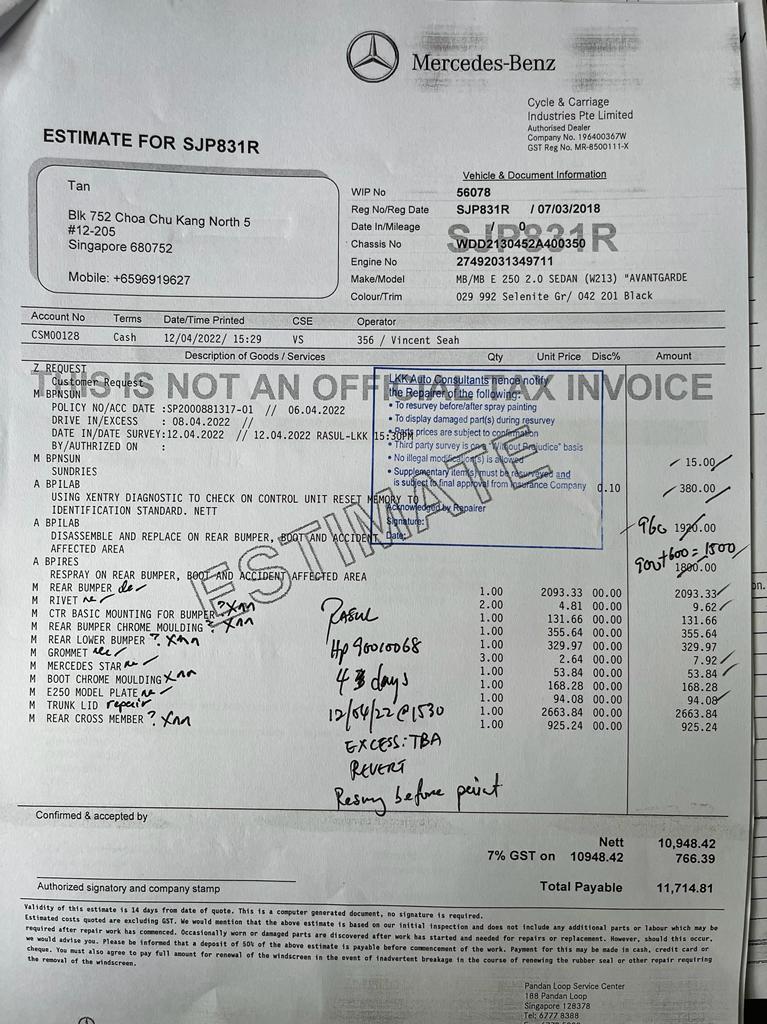 Mercedes-Benz
Cycle & Carriage
Industries Pte Limited
Authorised Dealer
Company No. 196400367W
GST Reg No. MR-8500111-X
ESTIMATE FOR SJP831R
Tan
Blk 752 Choa Chu Kang North 5
#12-205
Singapore 680752
Mobile: +6596919627
Vehicle & Document Information
WIP No 56078
Reg No/Reg Date SJP831R / 07/03/2018
Date In/Mileage / 0
SJP831R
Chassis No WDD2130452A400350
Engine No 27492031349711
Make/Model MB/MB E 250 2.0 SEDAN (W213) "AVANTGARDE
Colour/Trim 029 992 Selenite Gr/ 042 201 Black
Account No Terms Date/Time Printed CSE Operator
CSM00128 Cash 12/04/2022/ 15:29 VS 356 / Vincent Seah
Description of Goods / Services Qty Unit Price Disc% Amount
THIS IS NOT AN OFFICIAL TAX INVOICE
Z REQUEST
Customer Request
M BPNSUN
POLICY NO/ACC DATE :SP2000881317-01 // 06.04.2022
DRIVE IN/EXCESS : 08.04.2022 //
DATE IN/DATE SURVEY:12.04.2022 // 12.04.2022 RASUL-LKK 15:30PM
BY/AUTHORIZED ON :
LKK Auto Consultants hence notify
the Repairer of the following:
• To resurvey before/after spray painting
• To display damaged part(s) during resurvey
• Parts prices are subject to confirmation
• Third party survey is on a "Without Prejudice" basis
• No illegal modification(s) is allowed
• Supplementary item(s) must be resurveyed and
is subject to final approval from Insurance Company
Acknowledged by Repairer
Signature:
Date:
M BPNSUN 15.00
SUNDRIES
A BPILAB 0.10 380.00
USING XENTRY DIAGNOSTIC TO CHECK ON CONTROL UNIT RESET MEMORY TO
IDENTIFICATION STANDARD. NETT
A BPILAB 960 1920.00
DISASSEMBLE AND REPLACE ON REAR BUMPER, BOOT AND ACCIDENT
AFFECTED AREA
900+600 = 1500
A BPIRES 1800.00
RESPRAY ON REAR BUMPER, BOOT AND ACCIDENT AFFECTED AREA
ESTIMATE
M REAR BUMPER 1.00 2093.33 00.00 2093.33
M RIVET 2.00 4.81 00.00 9.62
M CTR BASIC MOUNTING FOR BUMPER ? Xnn 1.00 131.66 00.00 131.66
M REAR BUMPER CHROME MOULDING ? Xnn 1.00 355.64 00.00 355.64
M REAR LOWER BUMPER ? Xnn 1.00 329.97 00.00 329.97
M GROMMET 3.00 2.64 00.00 7.92
M MERCEDES STAR 1.00 53.84 00.00 53.84
M BOOT CHROME MOULDING Xnn 1.00 168.28 00.00 168.28
M E250 MODEL PLATE 1.00 94.08 00.00 94.08
M TRUNK LID repair 1.00 2663.84 00.00 2663.84
M REAR CROSS MEMBER ? Xnn 1.00 925.24 00.00 925.24
RASUL
Hp 90010068
4 days
12/04/22 @ 1530
EXCESS: TBA
REVERT
Resurvey before paint
Confirmed & accepted by
Nett 10,948.42
7% GST on 10948.42 766.39
Authorized signatory and company stamp
Total Payable 11,714.81
Validity of this estimate is 14 days from date of quote. This is a computer generated document, no signature is required.
Estimated costs quoted are excluding GST. We would mention that the above estimate is based on our initial inspection and does not include any additional parts or labour which may be
required after repair work has commenced. Occasionally worn or damaged parts are discovered after work has started and needed for repairs or replacement. However, should this occur,
we would advise you. Please be informed that a deposit of 50% of the above estimate is payable before commencement of the work. Payment for this may be made in cash, credit card or
cheque. You must also agree to pay full amount for renewal of the windscreen in the event of inadvertent breakage in the course of renewing the rubber seal or other repair requiring
the removal of the windscreen.
Pandan Loop Service Center
188 Pandan Loop
Singapore 128378
Tel: 6777 8388